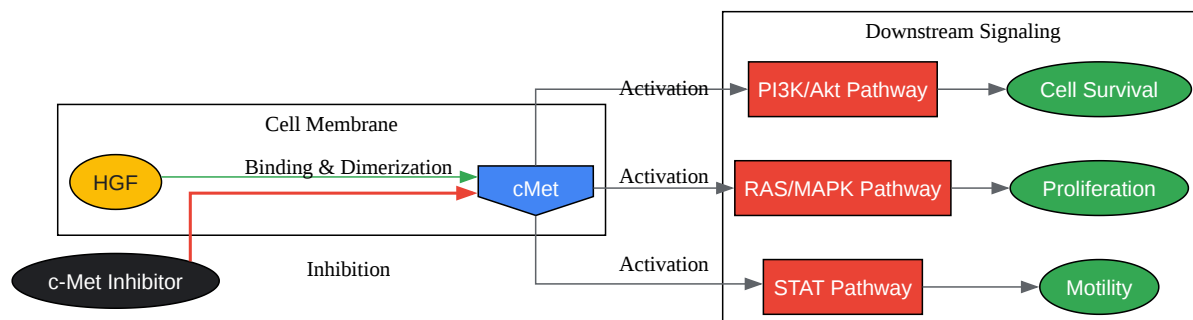 Downstream Signaling
Activation
PI3K/Akt Pathway
Cell Survival
Cell Membrane
Binding & Dimerization
HGF
cMet
Activation
RAS/MAPK Pathway
Proliferation
c-Met Inhibitor
Inhibition
Activation
STAT Pathway
Motility